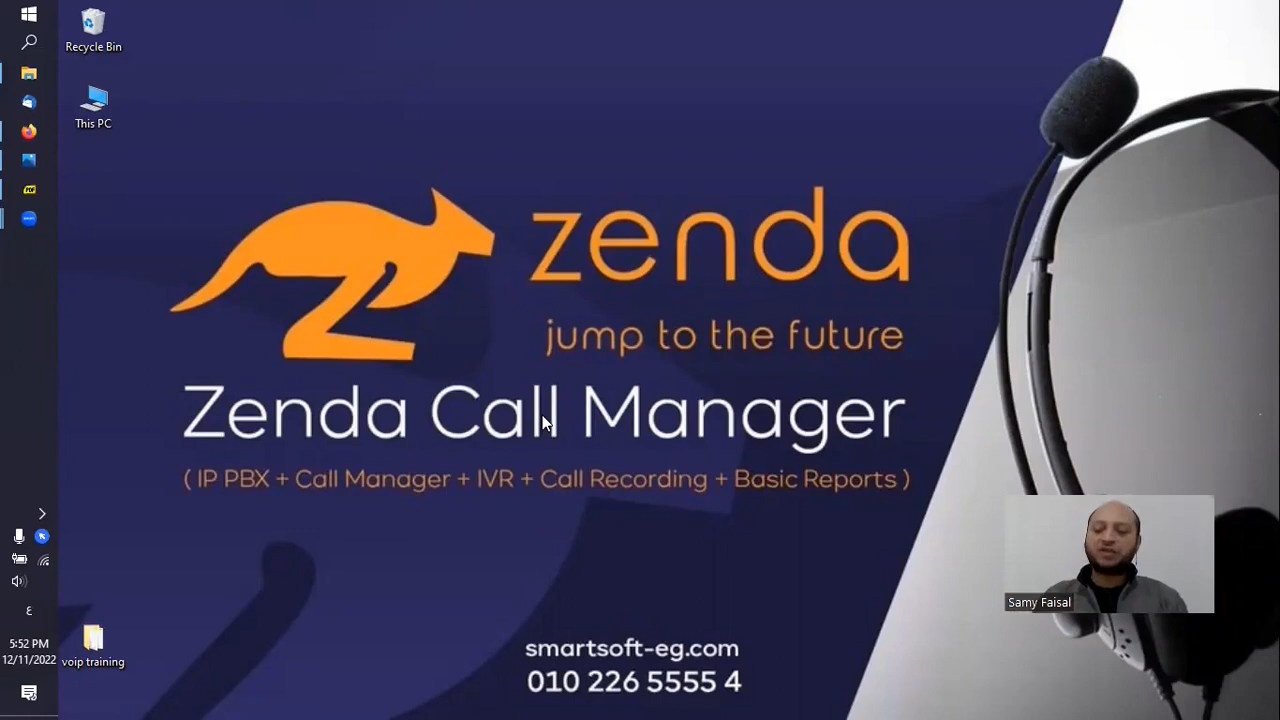 Recycle Bin
This PC
zenda
jump to the future
Zenda Call Manager
( IP PBX + Call Manager + IVR + Call Recording + Basic Reports )
Samy Faisal
smartsoft-eg.com
010 226 5555 4
ع
5:52 PM
12/11/2022
voip training
PDF